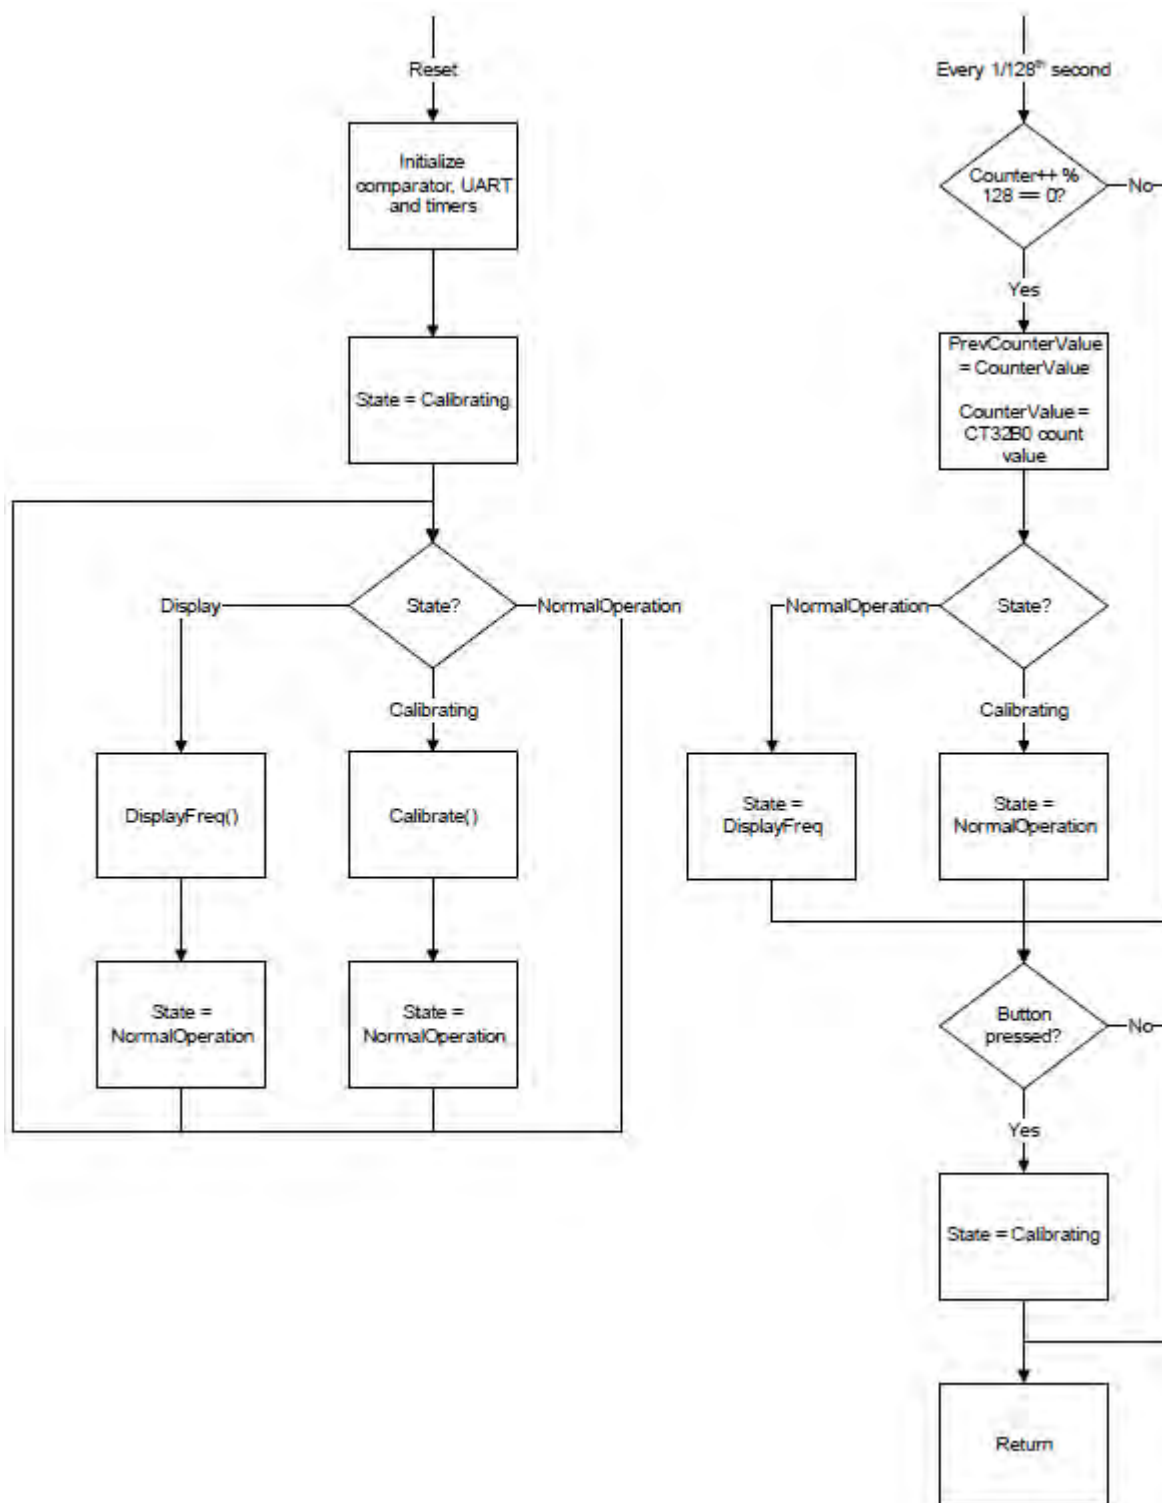 Reset
Initialize
comparator, UART
and timers
State = Calibrating
State?
Display
NormalOperation
Calibrating
DisplayFreq()
Calibrate()
State =
NormalOperation
State =
NormalOperation
Every 1/128th second
Counter++ %
128 == 0?
No
Yes
PrevCounterValue
= CounterValue
CounterValue =
CT32B0 count
value
NormalOperation
State?
Calibrating
State =
DisplayFreq
State =
NormalOperation
Button
pressed?
No
Yes
State = Calibrating
Return